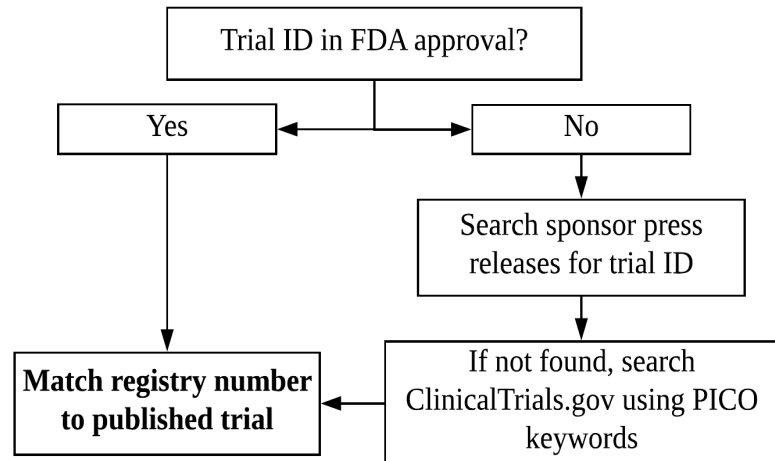 Trial ID in FDA approval?
Yes
No
Search sponsor press
releases for trial ID
If not found, search
ClinicalTrials.gov using PICO
keywords
Match registry number
to published trial